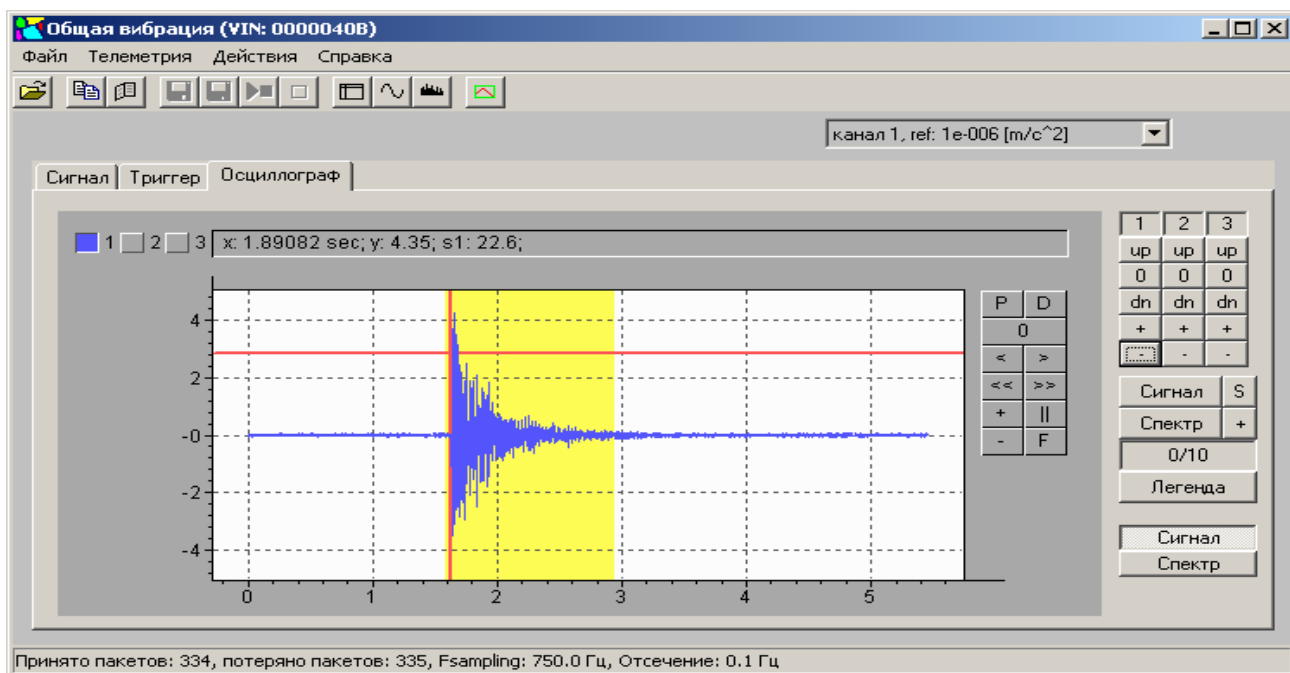 Общая вибрация (VIN: 0000040B)
Файл Телеметрия Действия Справка
канал 1, ref: 1e-006 [m/c^2]
Сигнал Триггер Осциллограф
1 2 3 x: 1.89082 sec; y: 4.35; s1: 22.6;
1 2 3
up up up
0 0 0
dn dn dn
+ + +
- - -
P D
0
< >
<< >>
+ ||
- F
4
2
-0
-2
-4
0 1 2 3 4 5
Сигнал S
Спектр +
0/10
Легенда
Сигнал
Спектр
Принято пакетов: 334, потеряно пакетов: 335, Fsampling: 750.0 Гц, Отсечение: 0.1 Гц